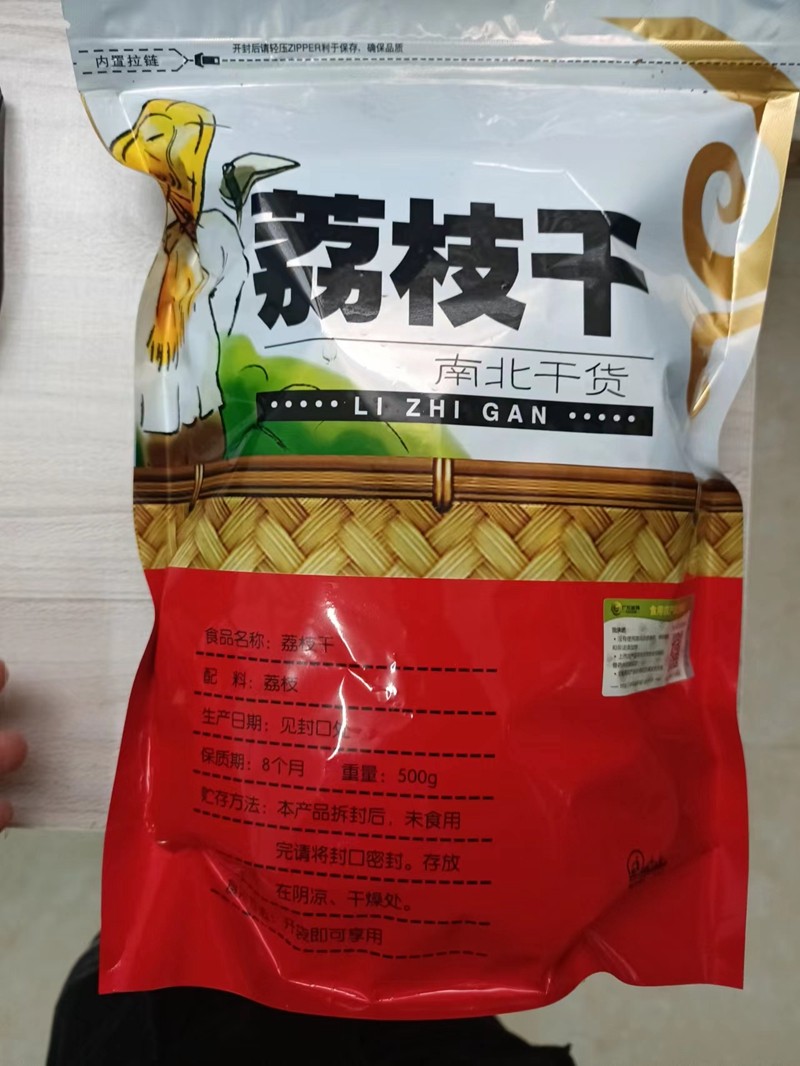 内置拉链
开封后请轻压ZIPPER利于保存、确保品质
荔枝干
南北干货
LI ZHI GAN
食品名称：荔枝干
配 料：荔枝
生产日期：见封口处
保质期：8个月 重量：500g
贮存方法：本产品拆封后，未食用
完请将封口密封。存放
在阴凉、干燥处。
开袋即可享用